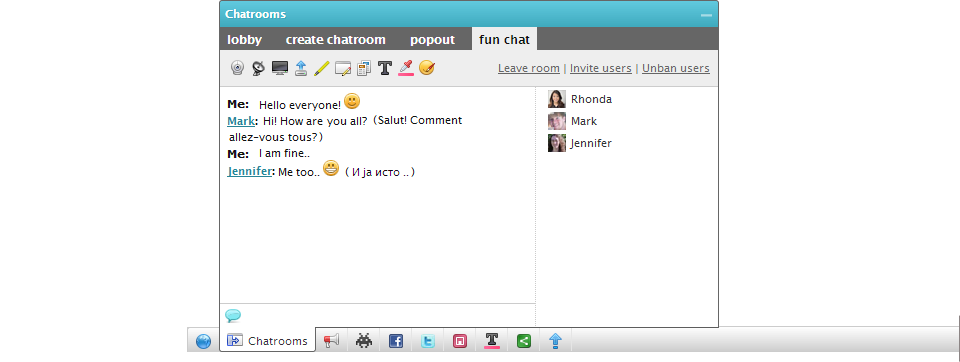 Chatrooms
lobby create chatroom popout fun chat
Leave room | Invite users | Unban users
Me: Hello everyone!
Mark: Hi! How are you all? (Salut! Comment
allez-vous tous?)
Me: I am fine..
Jennifer: Me too.. ( И ја исто .. )
Rhonda
Mark
Jennifer
Chatrooms